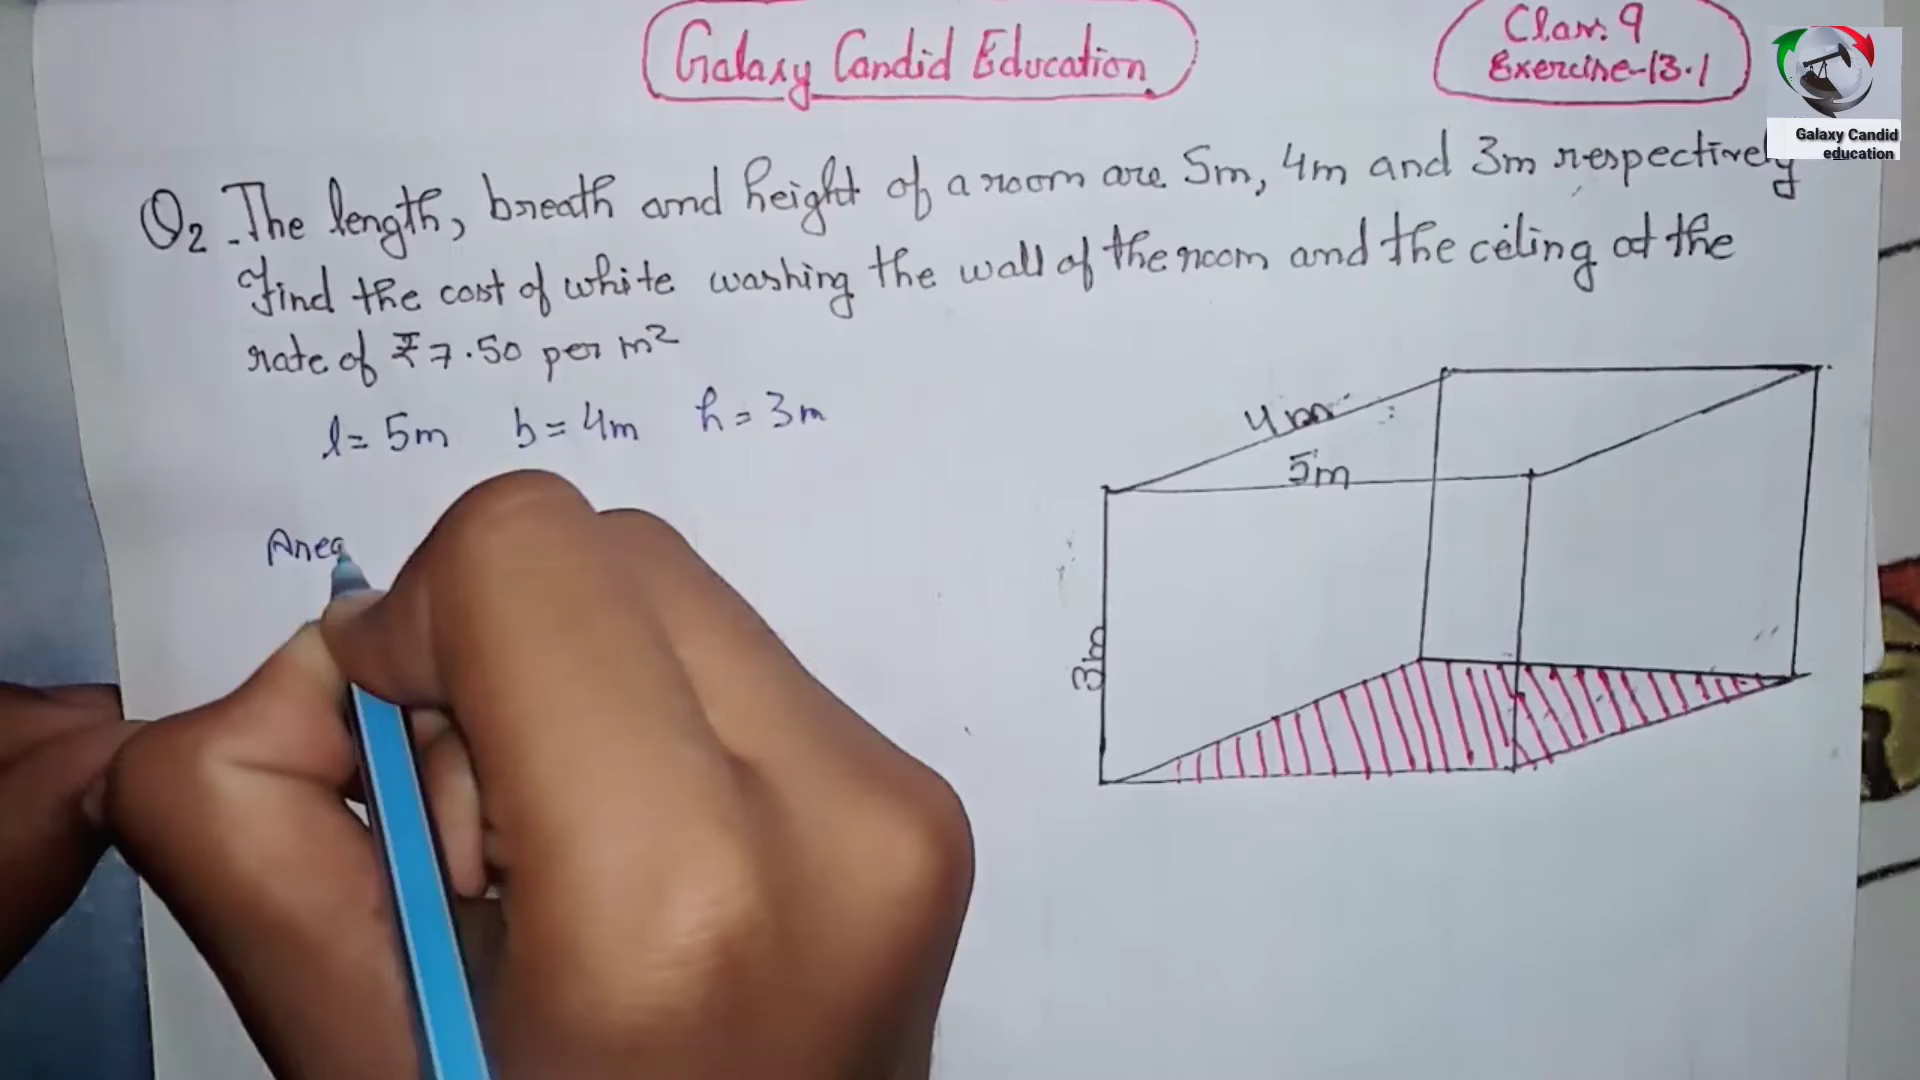 Galaxy Candid Education
Class: 9
Exercise-13.1
Galaxy Candid
education
Q2. The length, breath and height of a room are 5m, 4m and 3m respectively
Find the cost of white washing the wall of the room and the céling at the
rate of ₹7.50 per m²
l = 5m b = 4m h = 3m
4m
5m
Area
3m